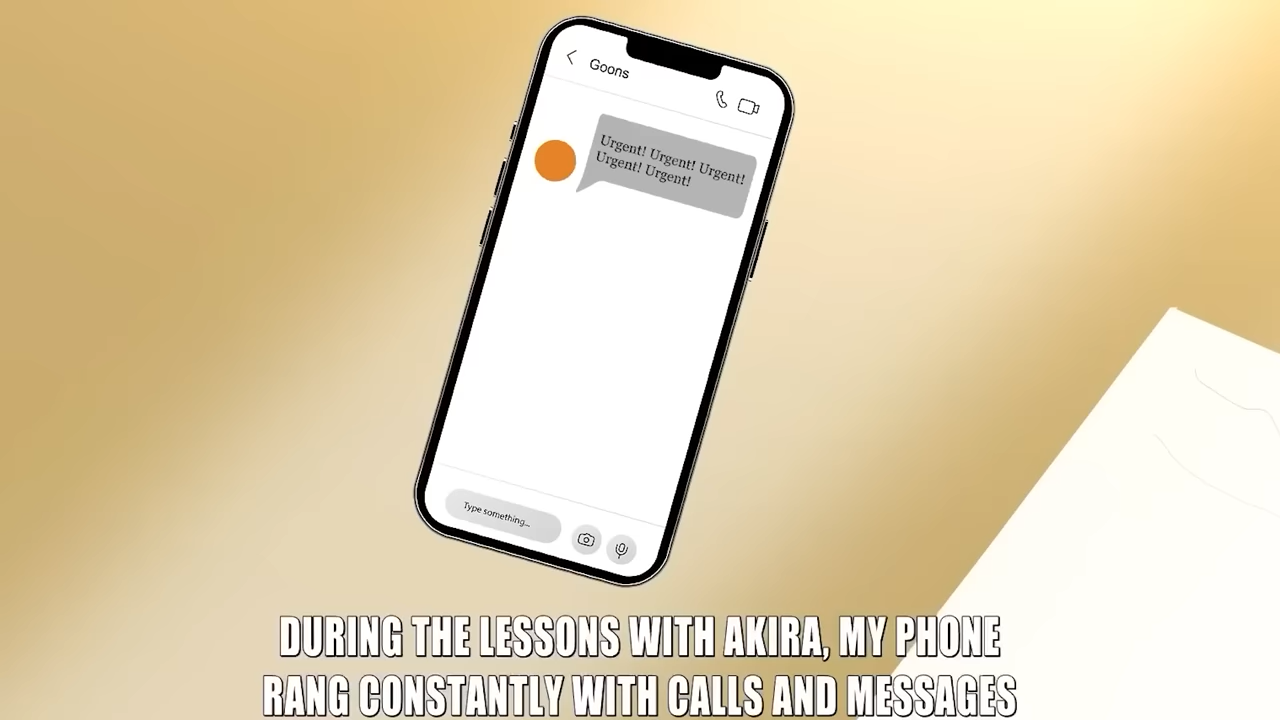 Goons
Urgent! Urgent! Urgent!
Urgent! Urgent!
Type something...
DURING THE LESSONS WITH AKIRA, MY PHONE
RANG CONSTANTLY WITH CALLS AND MESSAGES